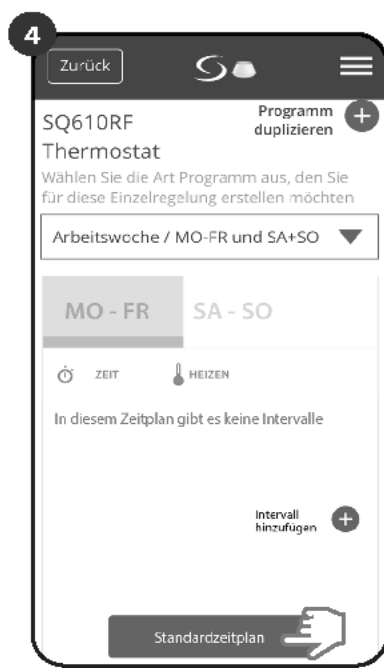 4
Zurück
SQ610RF
Thermostat
Programm
duplizieren
Wählen Sie die Art Programm aus, den Sie
für diese Einzelregelung erstellen möchten
Arbeitswoche / MO-FR und SA+SO
MO - FR
SA - SO
ZEIT
HEIZEN
In diesem Zeitplan gibt es keine Intervalle
Intervall
hinzufügen
Standardzeitplan